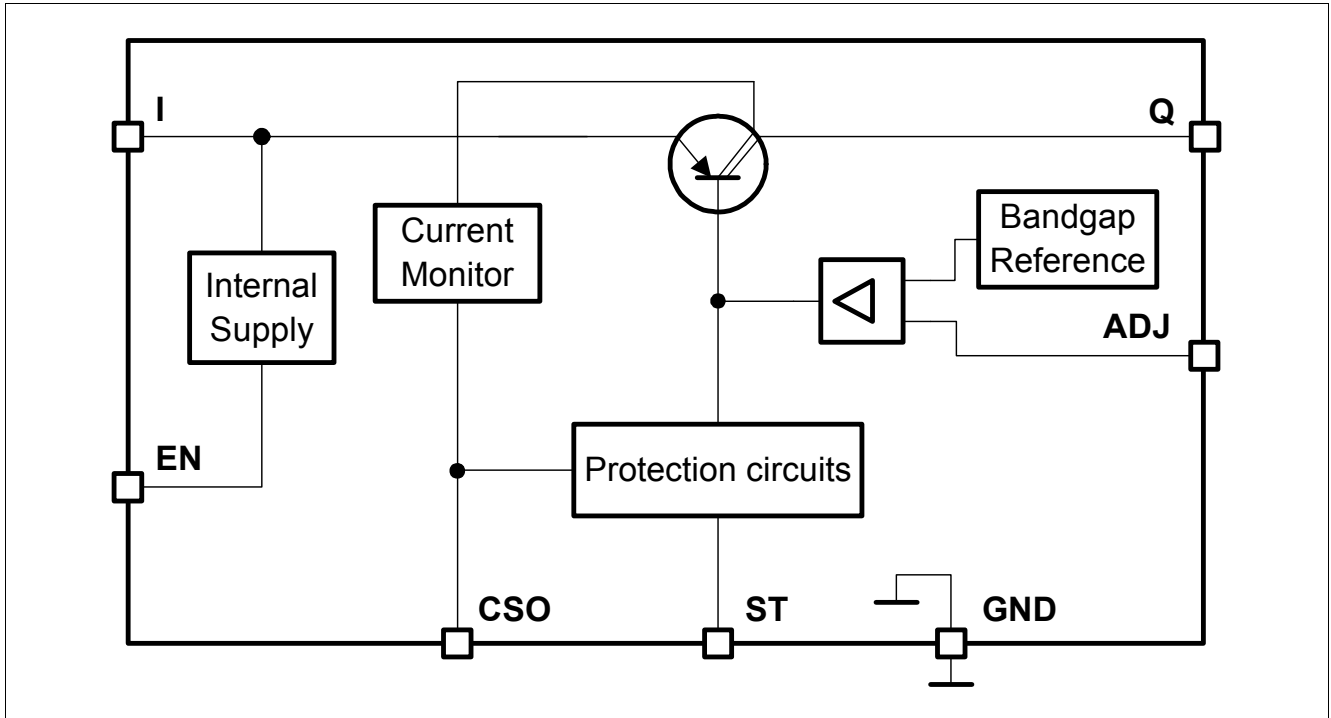 I
Q
Current
Monitor
Bandgap
Reference
Internal
Supply
ADJ
EN
Protection circuits
CSO
ST
GND